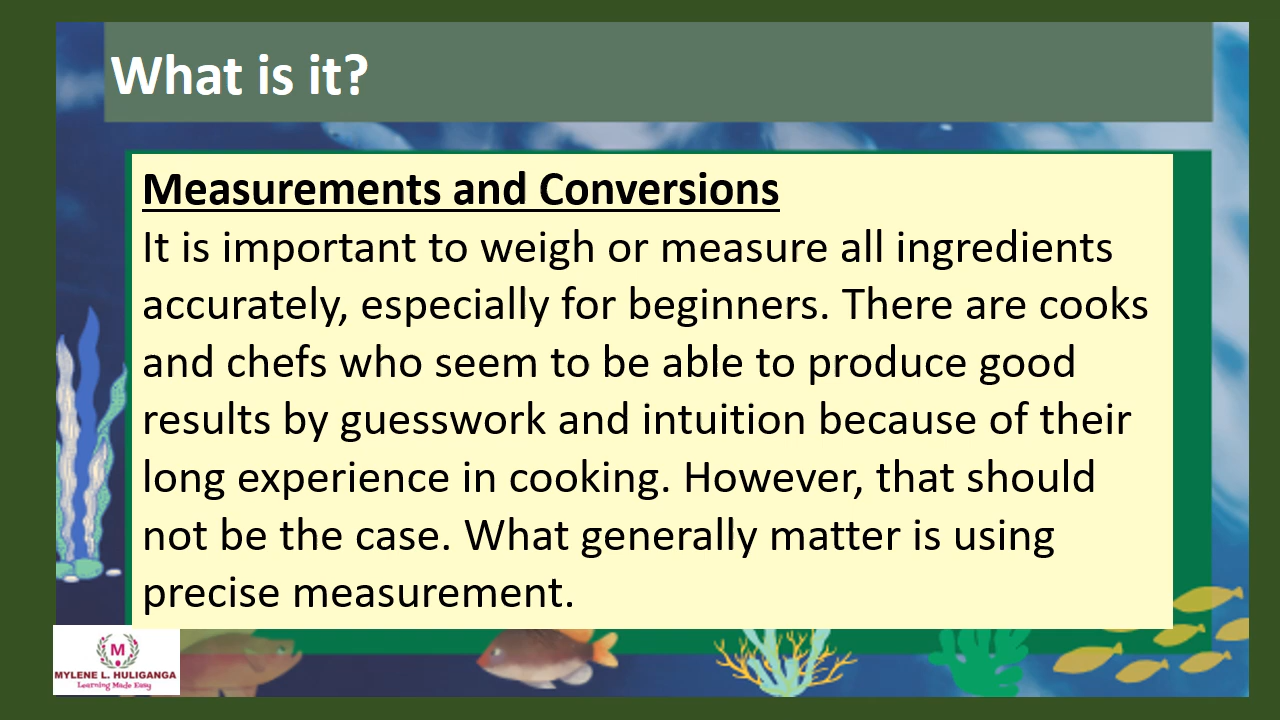 What is it?
Measurements and Conversions
It is important to weigh or measure all ingredients
accurately, especially for beginners. There are cooks
and chefs who seem to be able to produce good
results by guesswork and intuition because of their
long experience in cooking. However, that should
not be the case. What generally matter is using
precise measurement.
M
MYLENE L. HULIGANGA
Learning Made Easy